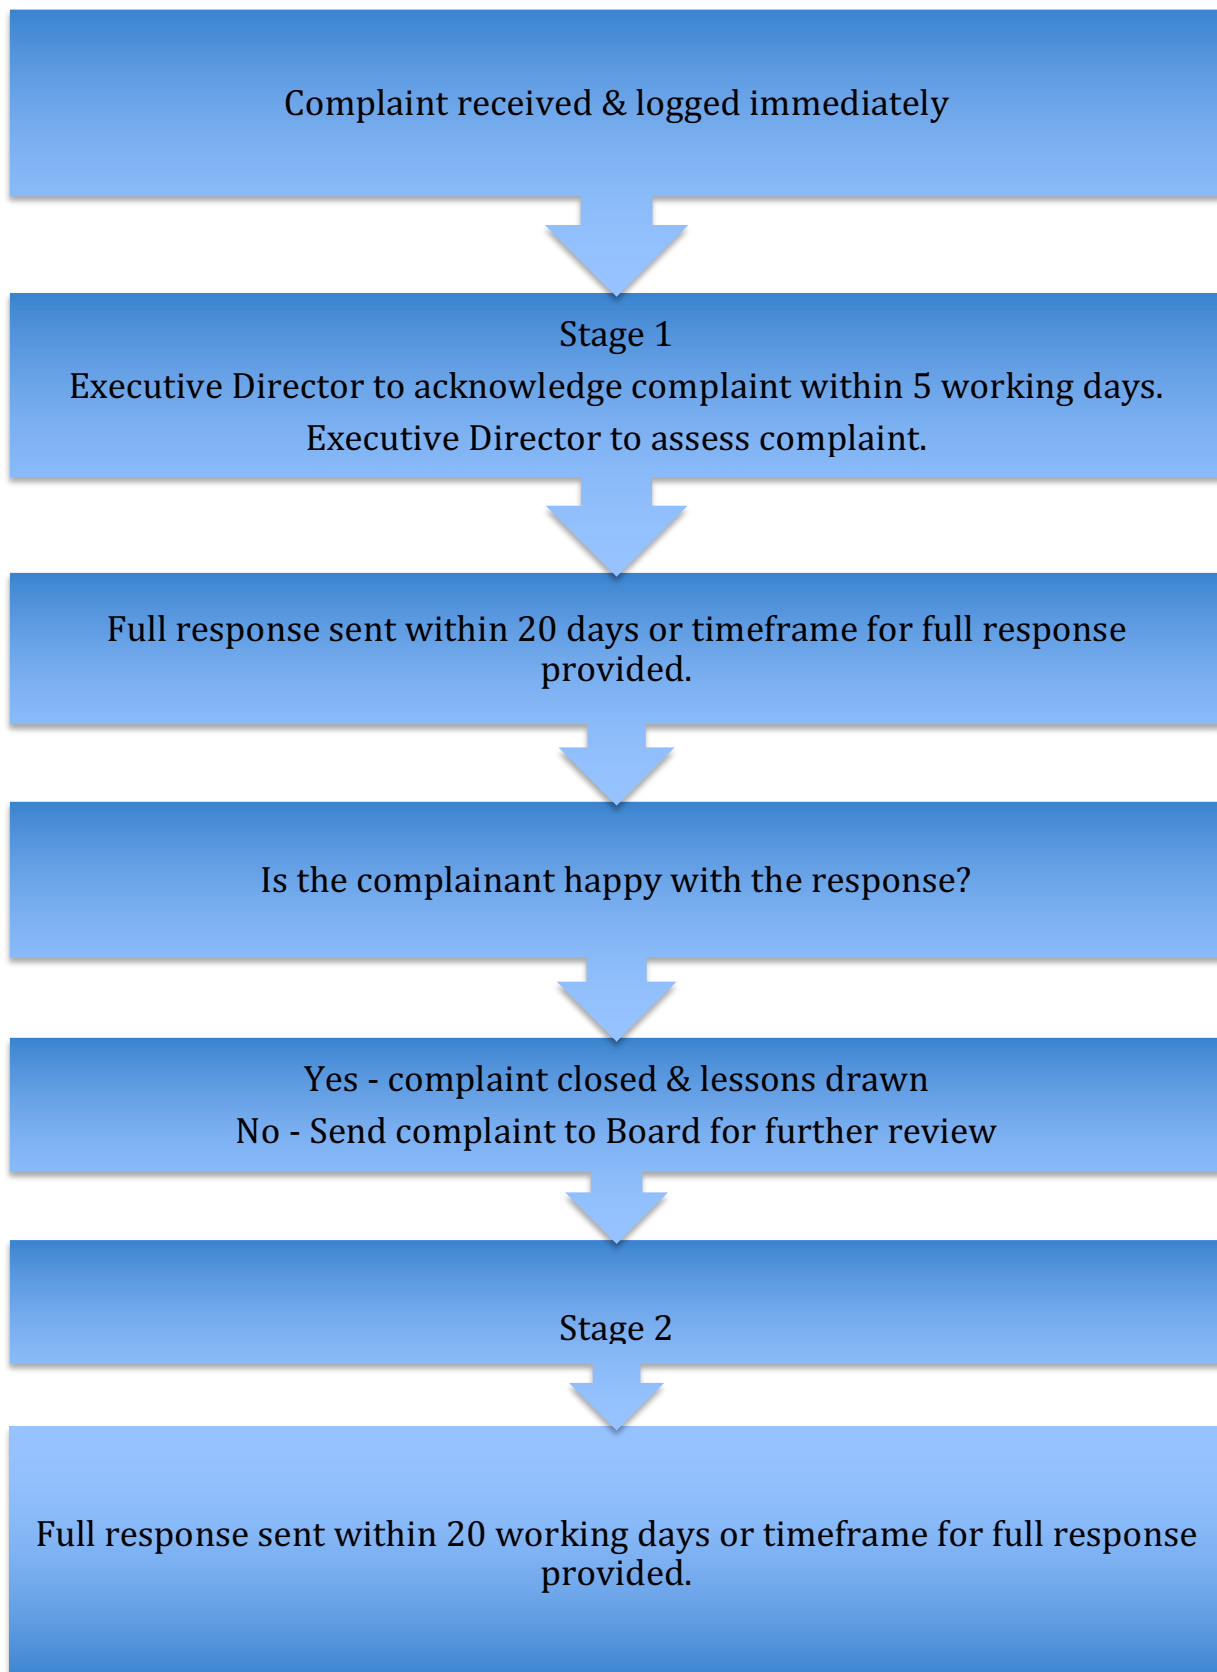 Complaint received & logged immediately
Stage 1
Executive Director to acknowledge complaint within 5 working days.
Executive Director to assess complaint.
Full response sent within 20 days or timeframe for full response
provided.
Is the complainant happy with the response?
Yes - complaint closed & lessons drawn
No - Send complaint to Board for further review
Stage 2
Full response sent within 20 working days or timeframe for full response
provided.